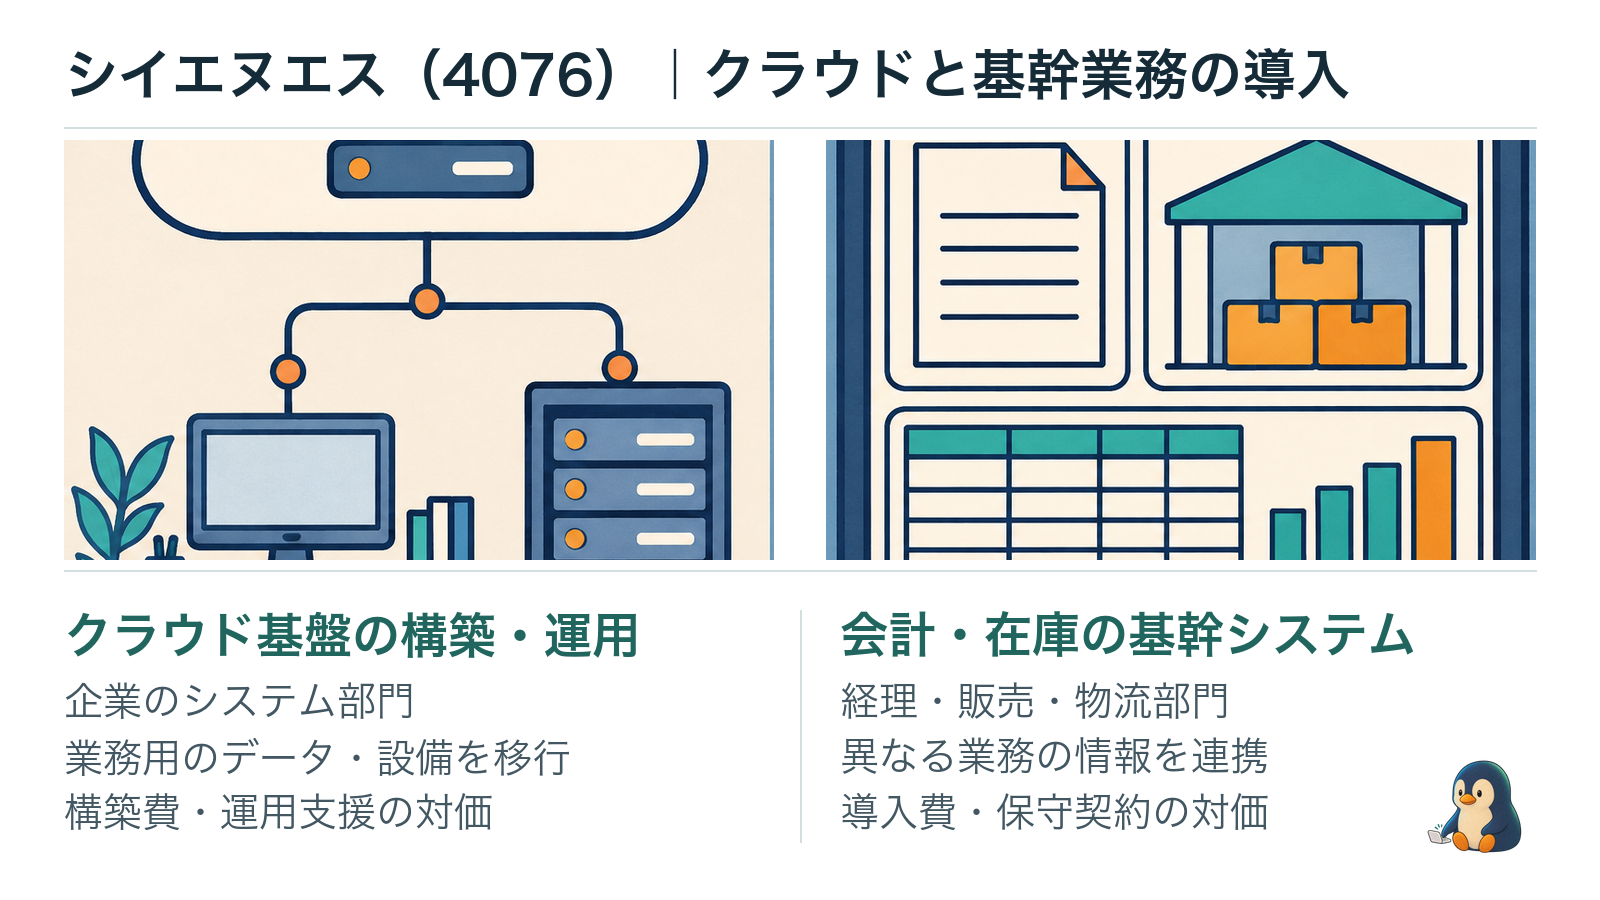 シイエヌエス（4076）｜クラウドと基幹業務の導入
クラウド基盤の構築・運用
企業のシステム部門
業務用のデータ・設備を移行
構築費・運用支援の対価
会計・在庫の基幹システム
経理・販売・物流部門
異なる業務の情報を連携
導入費・保守契約の対価